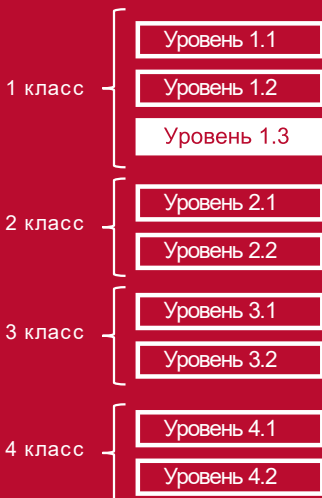 1 класс
Уровень 1.1
Уровень 1.2
Уровень 1.3
2 класс
Уровень 2.1
Уровень 2.2
3 класс
Уровень 3.1
Уровень 3.2
4 класс
Уровень 4.1
Уровень 4.2